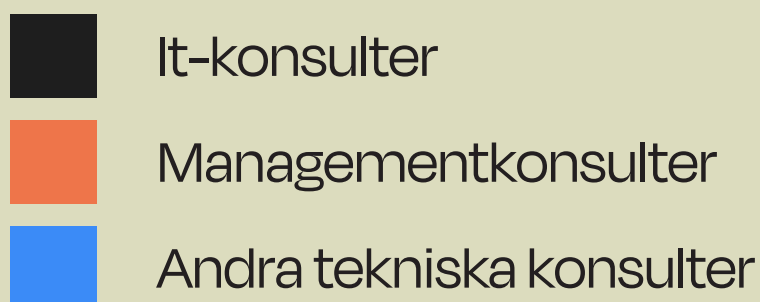 It-konsulter
Managementkonsulter
Andra tekniska konsulter